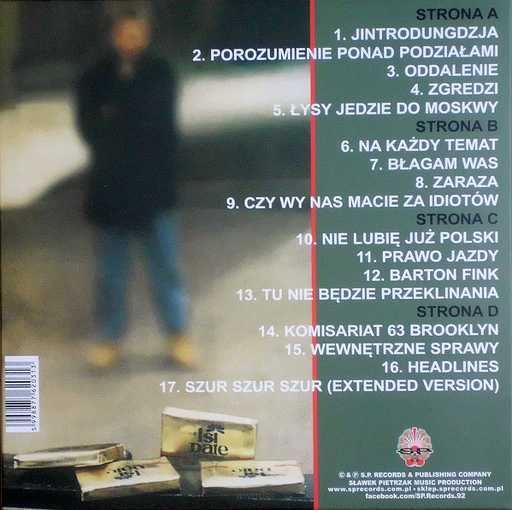 STRONA A
1. JINTRODUNGDZJA
2. POROZUMIENIE PONAD PODZIAŁAMI
3. ODDALENIE
4. ZGREDZI
5. ŁYSY JEDZIE DO MOSKWY
STRONA B
6. NA KAŻDY TEMAT
7. BŁAGAM WAS
8. ZARAZA
9. CZY WY NAS MACIE ZA IDIOTÓW
STRONA C
10. NIE LUBIĘ JUŻ POLSKI
11. PRAWO JAZDY
12. BARTON FINK
13. TU NIE BĘDZIE PRZEKLINANIA
STRONA D
14. KOMISARIAT 63 BROOKLYN
15. WEWNĘTRZNE SPRAWY
16. HEADLINES
17. SZUR SZUR SZUR (EXTENDED VERSION)
© & ℗ S.P. RECORDS & PUBLISHING COMPANY
SŁAWEK PIETRZAK MUSIC PRODUCTION
www.sprecords.com.pl • sklep.sprecords.com.pl
facebook.com/SP.Records.92